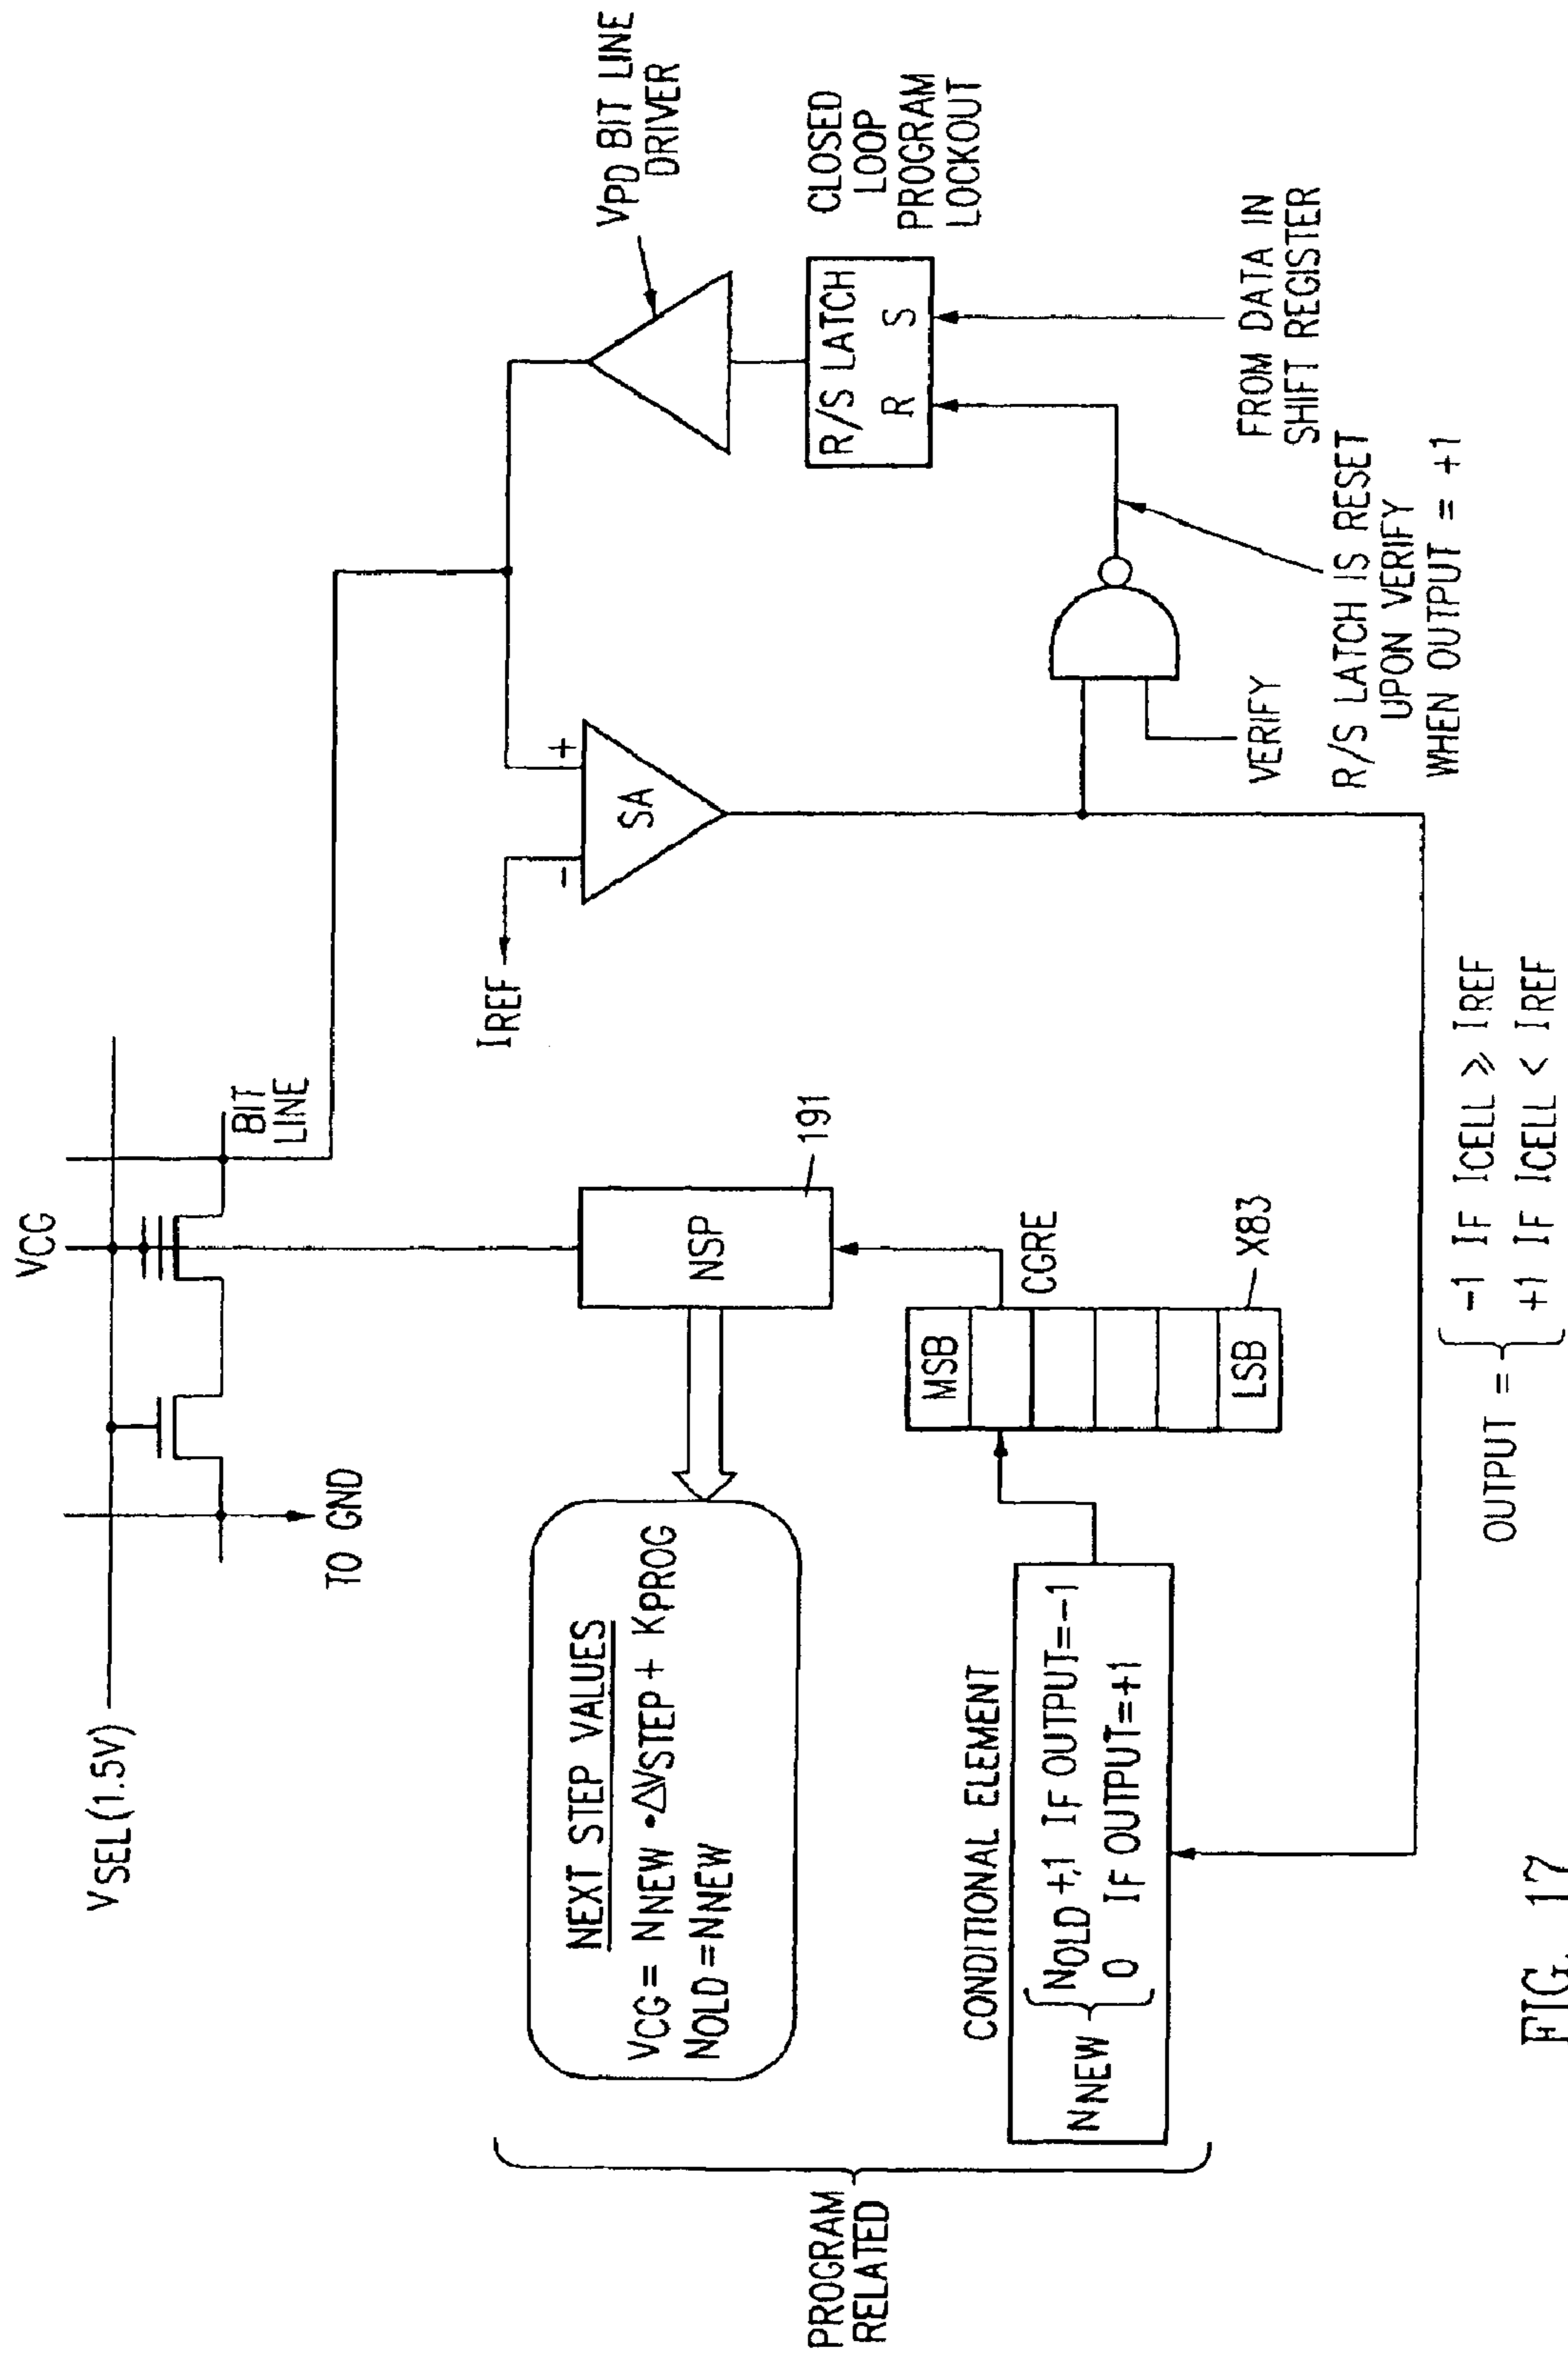 VSEL(1.5V)
VCG
TO GND
BIT
LINE
NEXT STEP VALUES
VCG = NNEW •ΔVSTEP + KPROG
NOLD = NNEW
NSP
191
IREF
-
+
SA
VPD BIT LINE
DRIVER
CLOSED
LOOP
PROGRAM
LOCKOUT
R/S LATCH
R S
FROM DATA IN
SHIFT REGISTER
R/S LATCH IS RESET
UPON VERIFY
WHEN OUTPUT = +1
VERIFY
MSB
LSB
CGRE
X83
PROGRAM
RELATED
CONDITIONAL ELEMENT
NNEW
NOLD +,1 IF OUTPUT=-1
0 IF OUTPUT=+1
OUTPUT =
-1 IF ICELL ⩾ IREF
+1 IF ICELL < IREF
FIG. 17